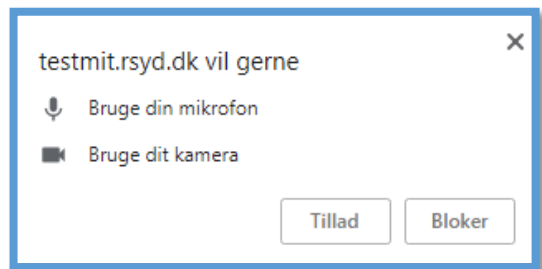 testmit.rsyd.dk vil gerne
Bruge din mikrofon
Bruge dit kamera
Tillad
Bloker